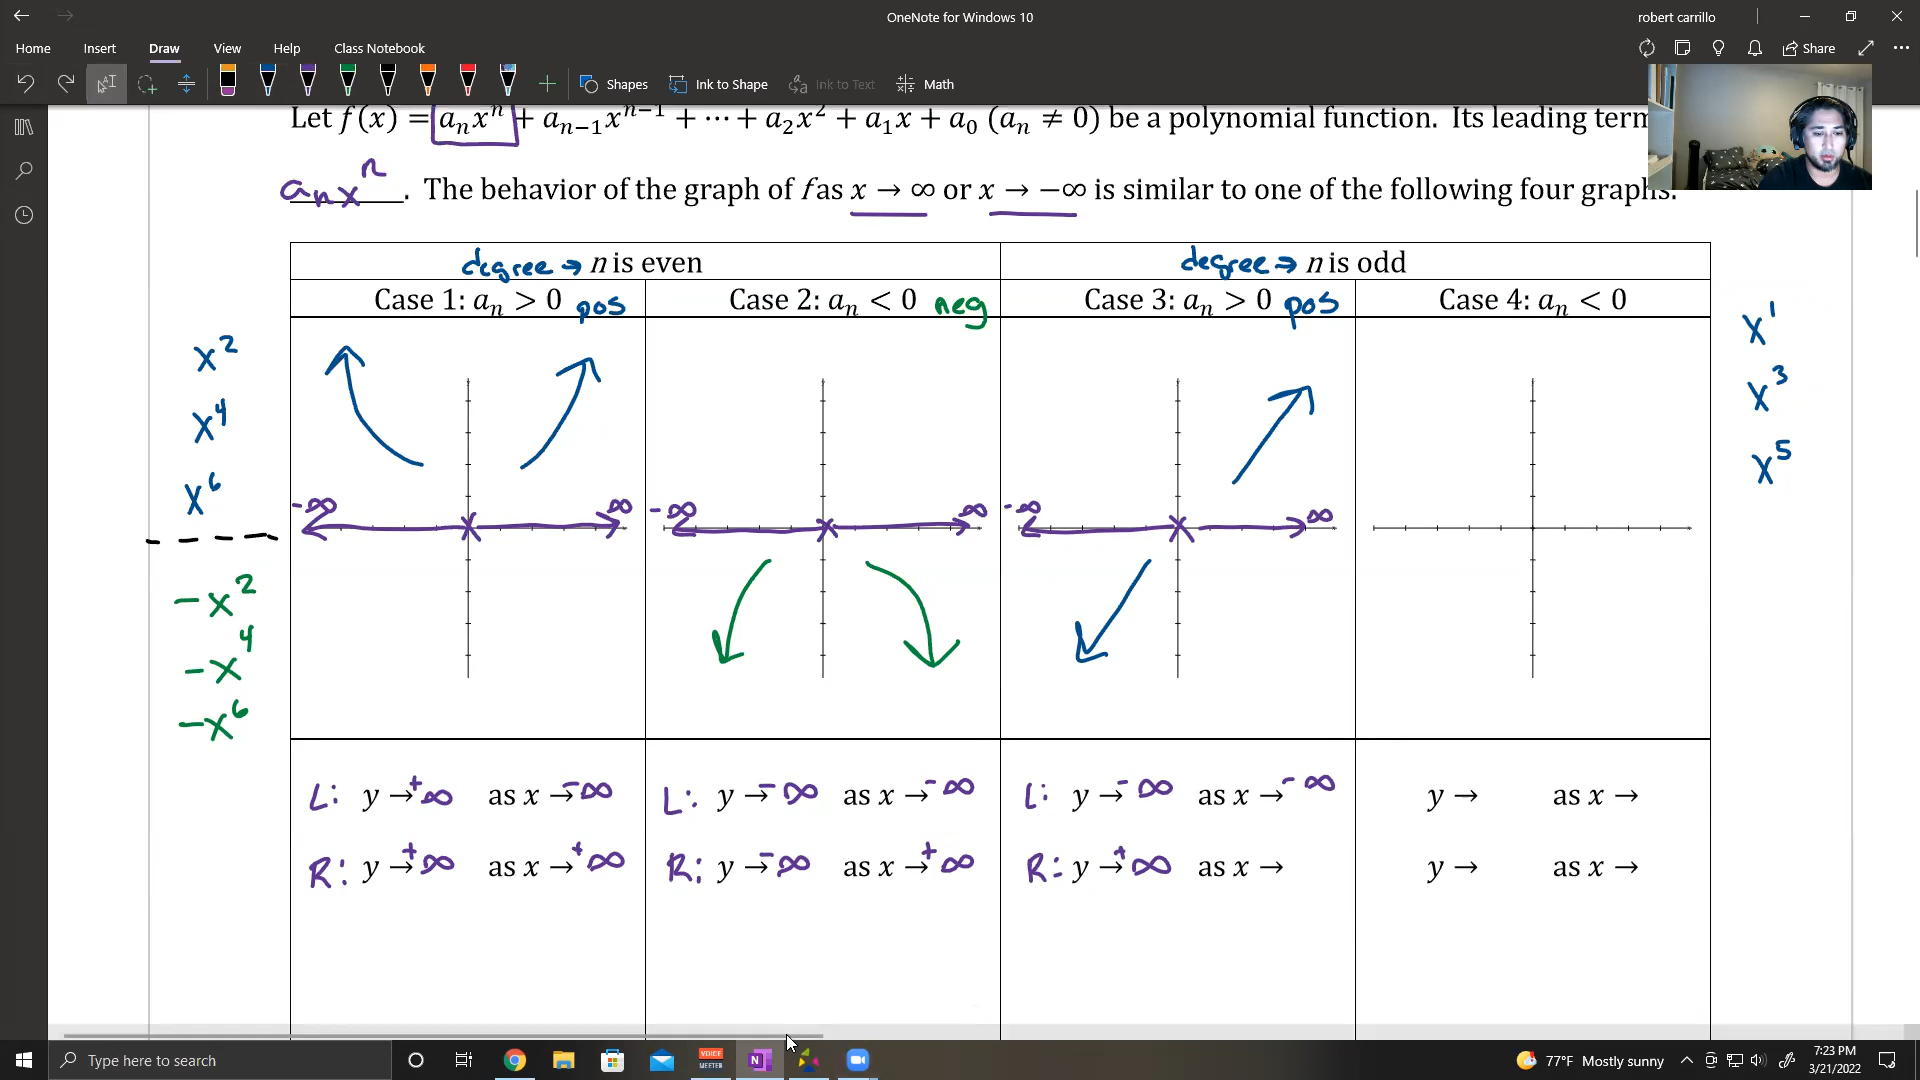 OneNote for Windows 10
robert carrillo
Home Insert Draw View Help Class Notebook
Share
Shapes Ink to Shape Ink to Text Math
Let f(x) = aₙxⁿ + aₙ₋₁xⁿ⁻¹ + ⋯ + a₂x² + a₁x + a₀ (aₙ ≠ 0) be a polynomial function. Its leading term
aₙxⁿ. The behavior of the graph of f as x → ∞ or x → −∞ is similar to one of the following four graphs.
degree → n is even
degree → n is odd
Case 1: aₙ > 0 pos
Case 2: aₙ < 0 neg
Case 3: aₙ > 0 pos
Case 4: aₙ < 0
x²
x⁴
x⁶
-x²
-x⁴
-x⁶
-∞ ∞
-∞ ∞
-∞ ∞
x¹
x³
x⁵
L: y → +∞ as x → -∞
R: y → +∞ as x → +∞
L: y → -∞ as x → -∞
R: y → -∞ as x → +∞
L: y → -∞ as x → -∞
R: y → +∞ as x →
y → as x →
y → as x →
Type here to search
VOICE
MEETER
77°F Mostly sunny
7:23 PM
3/21/2022